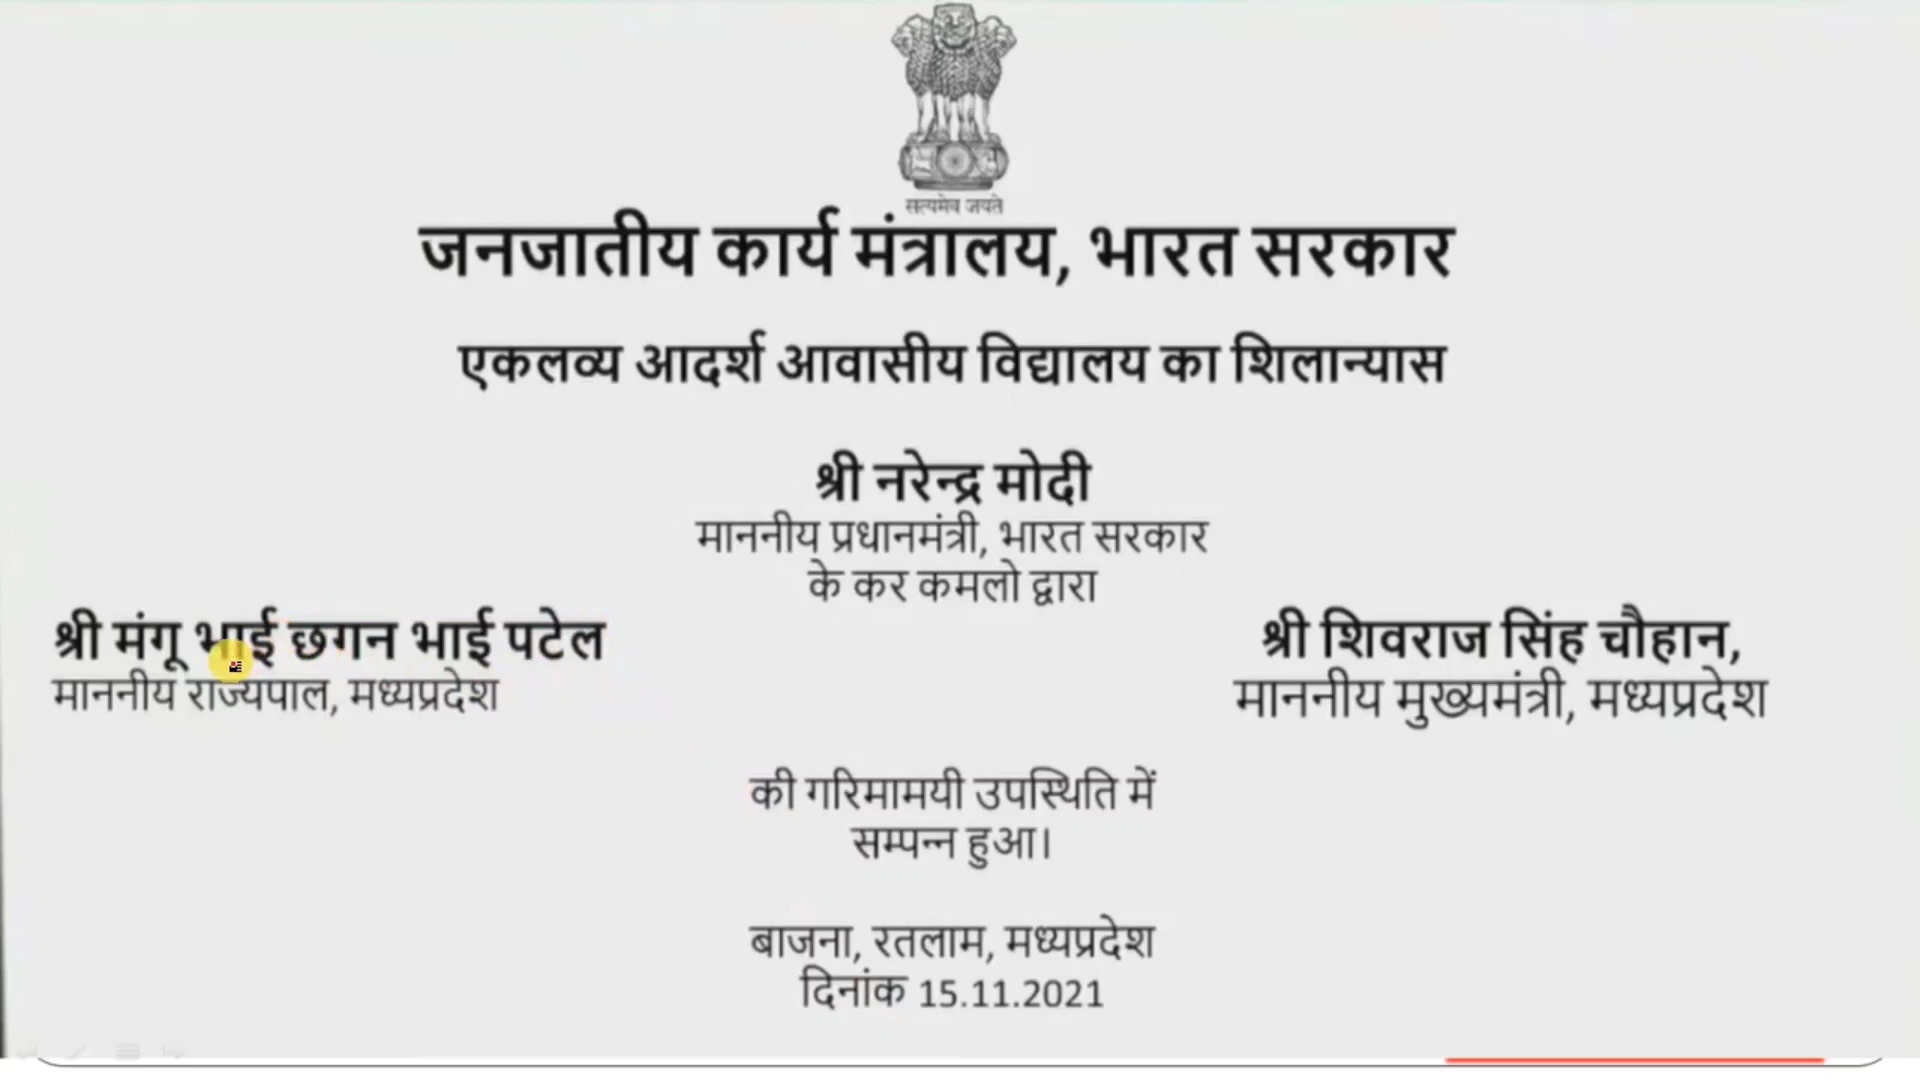 सत्यमेव जयते
जनजातीय कार्य मंत्रालय, भारत सरकार
एकलव्य आदर्श आवासीय विद्यालय का शिलान्यास
श्री नरेन्द्र मोदी
माननीय प्रधानमंत्री, भारत सरकार
के कर कमलो द्वारा
श्री मंगू भाई छगन भाई पटेल
माननीय राज्यपाल, मध्यप्रदेश
श्री शिवराज सिंह चौहान,
माननीय मुख्यमंत्री, मध्यप्रदेश
की गरिमामयी उपस्थिति में
सम्पन्न हुआ।
बाजना, रतलाम, मध्यप्रदेश
दिनांक 15.11.2021